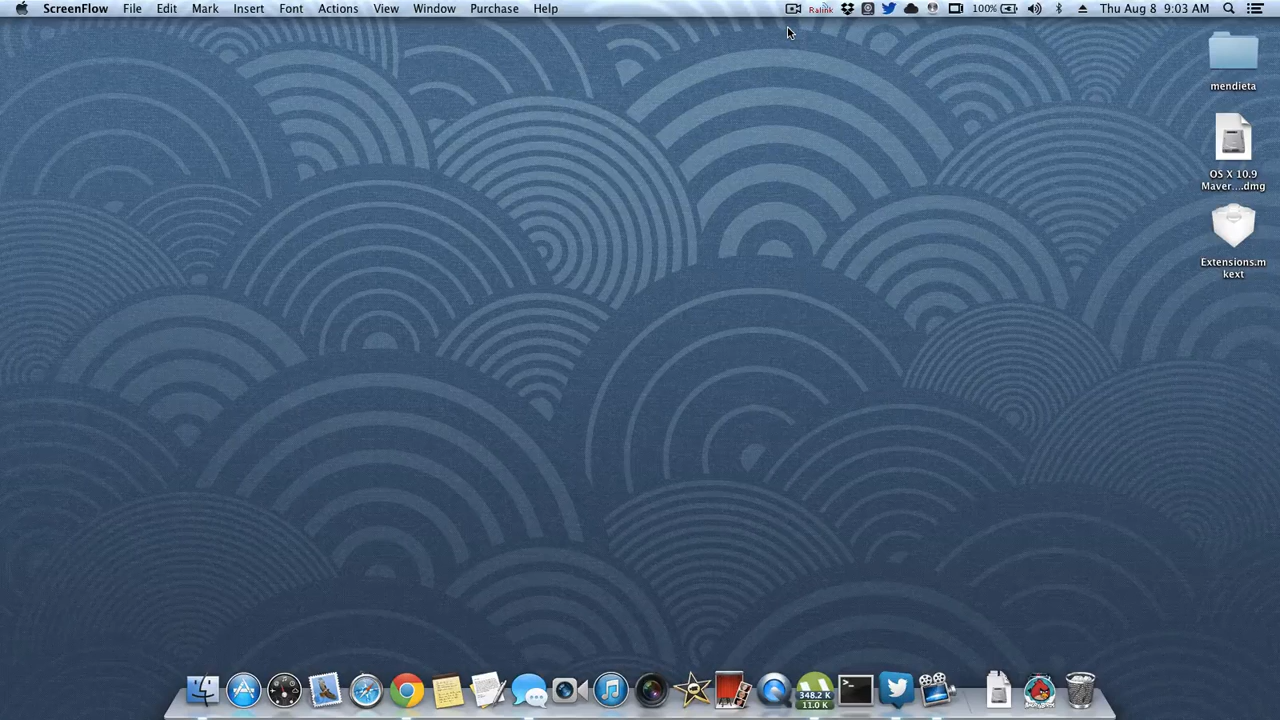 ScreenFlow File Edit Mark Insert Font Actions View Window Purchase Help Ralink 100% Thu Aug 8 9:03 AM
mendieta
OS X 10.9
Maver....dmg
Extensions.m
kext
348.2 K
11.0 K